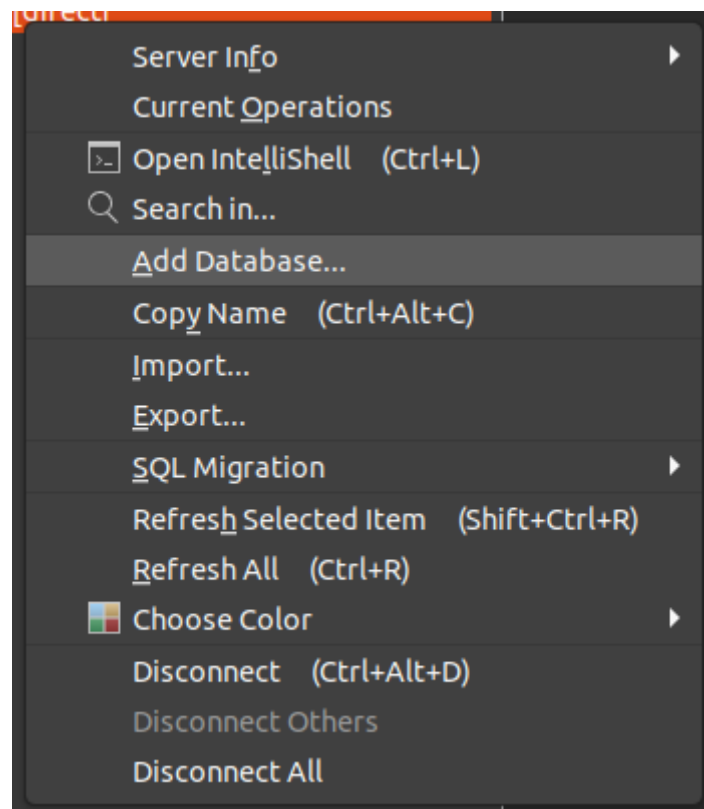 [direct]
Server Info
Current Operations
Open IntelliShell (Ctrl+L)
Search in...
Add Database...
Copy Name (Ctrl+Alt+C)
Import...
Export...
SQL Migration
Refresh Selected Item (Shift+Ctrl+R)
Refresh All (Ctrl+R)
Choose Color
Disconnect (Ctrl+Alt+D)
Disconnect Others
Disconnect All